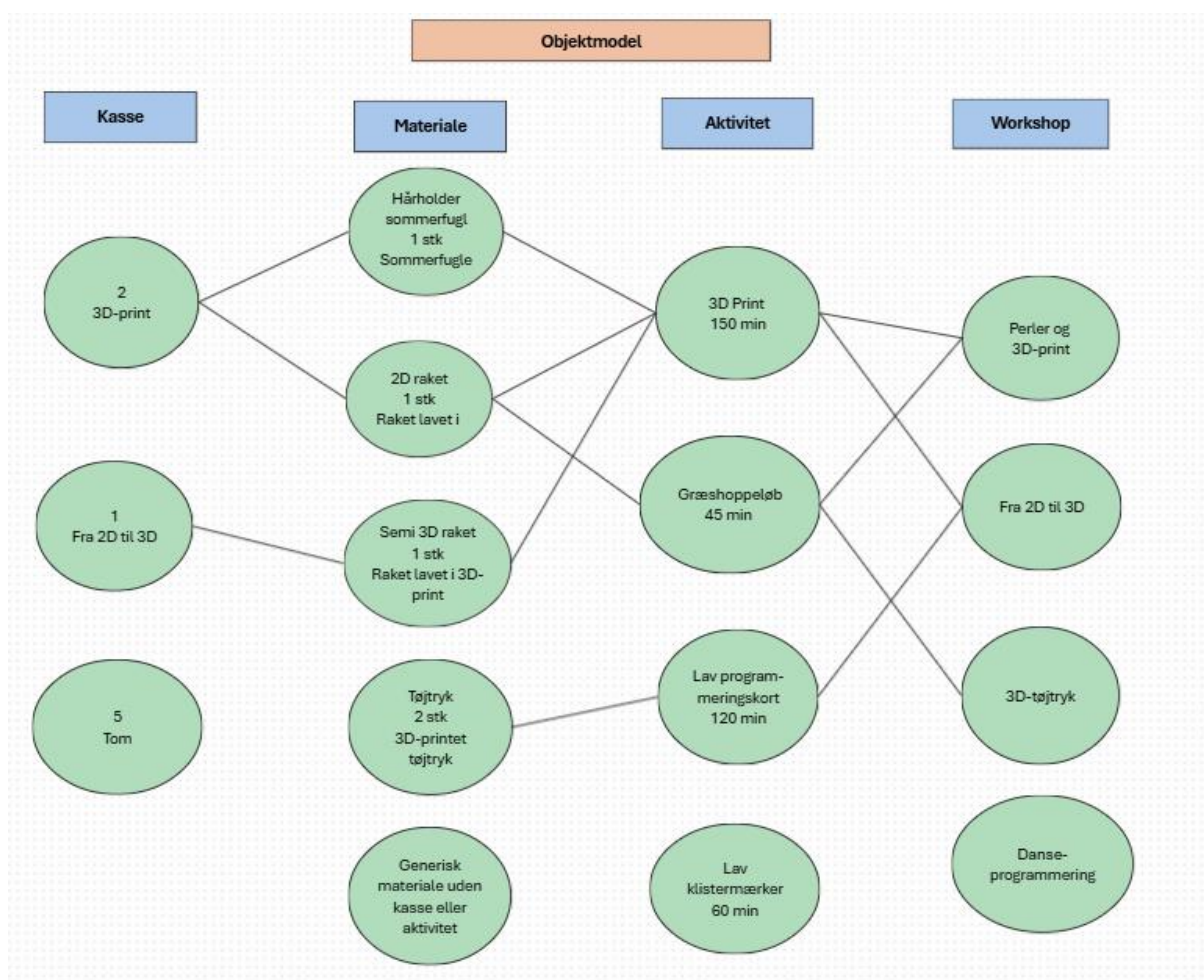 Objektmodel
Kasse
Materiale
Aktivitet
Workshop
Hårholder
sommerfugl
1 stk
Sommerfugle
2
3D-print
3D Print
150 min
Perler og
3D-print
2D raket
1 stk
Raket lavet i
1
Fra 2D til 3D
Semi 3D raket
1 stk
Raket lavet i 3D-
print
Græshoppeløb
45 min
Fra 2D til 3D
5
Tom
Tøjtryk
2 stk
3D-printet
tøjtryk
Lav program-
meringskort
120 min
3D-tøjtryk
Generisk
materiale uden
kasse eller
aktivitet
Lav
klistermærker
60 min
Danse-
programmering